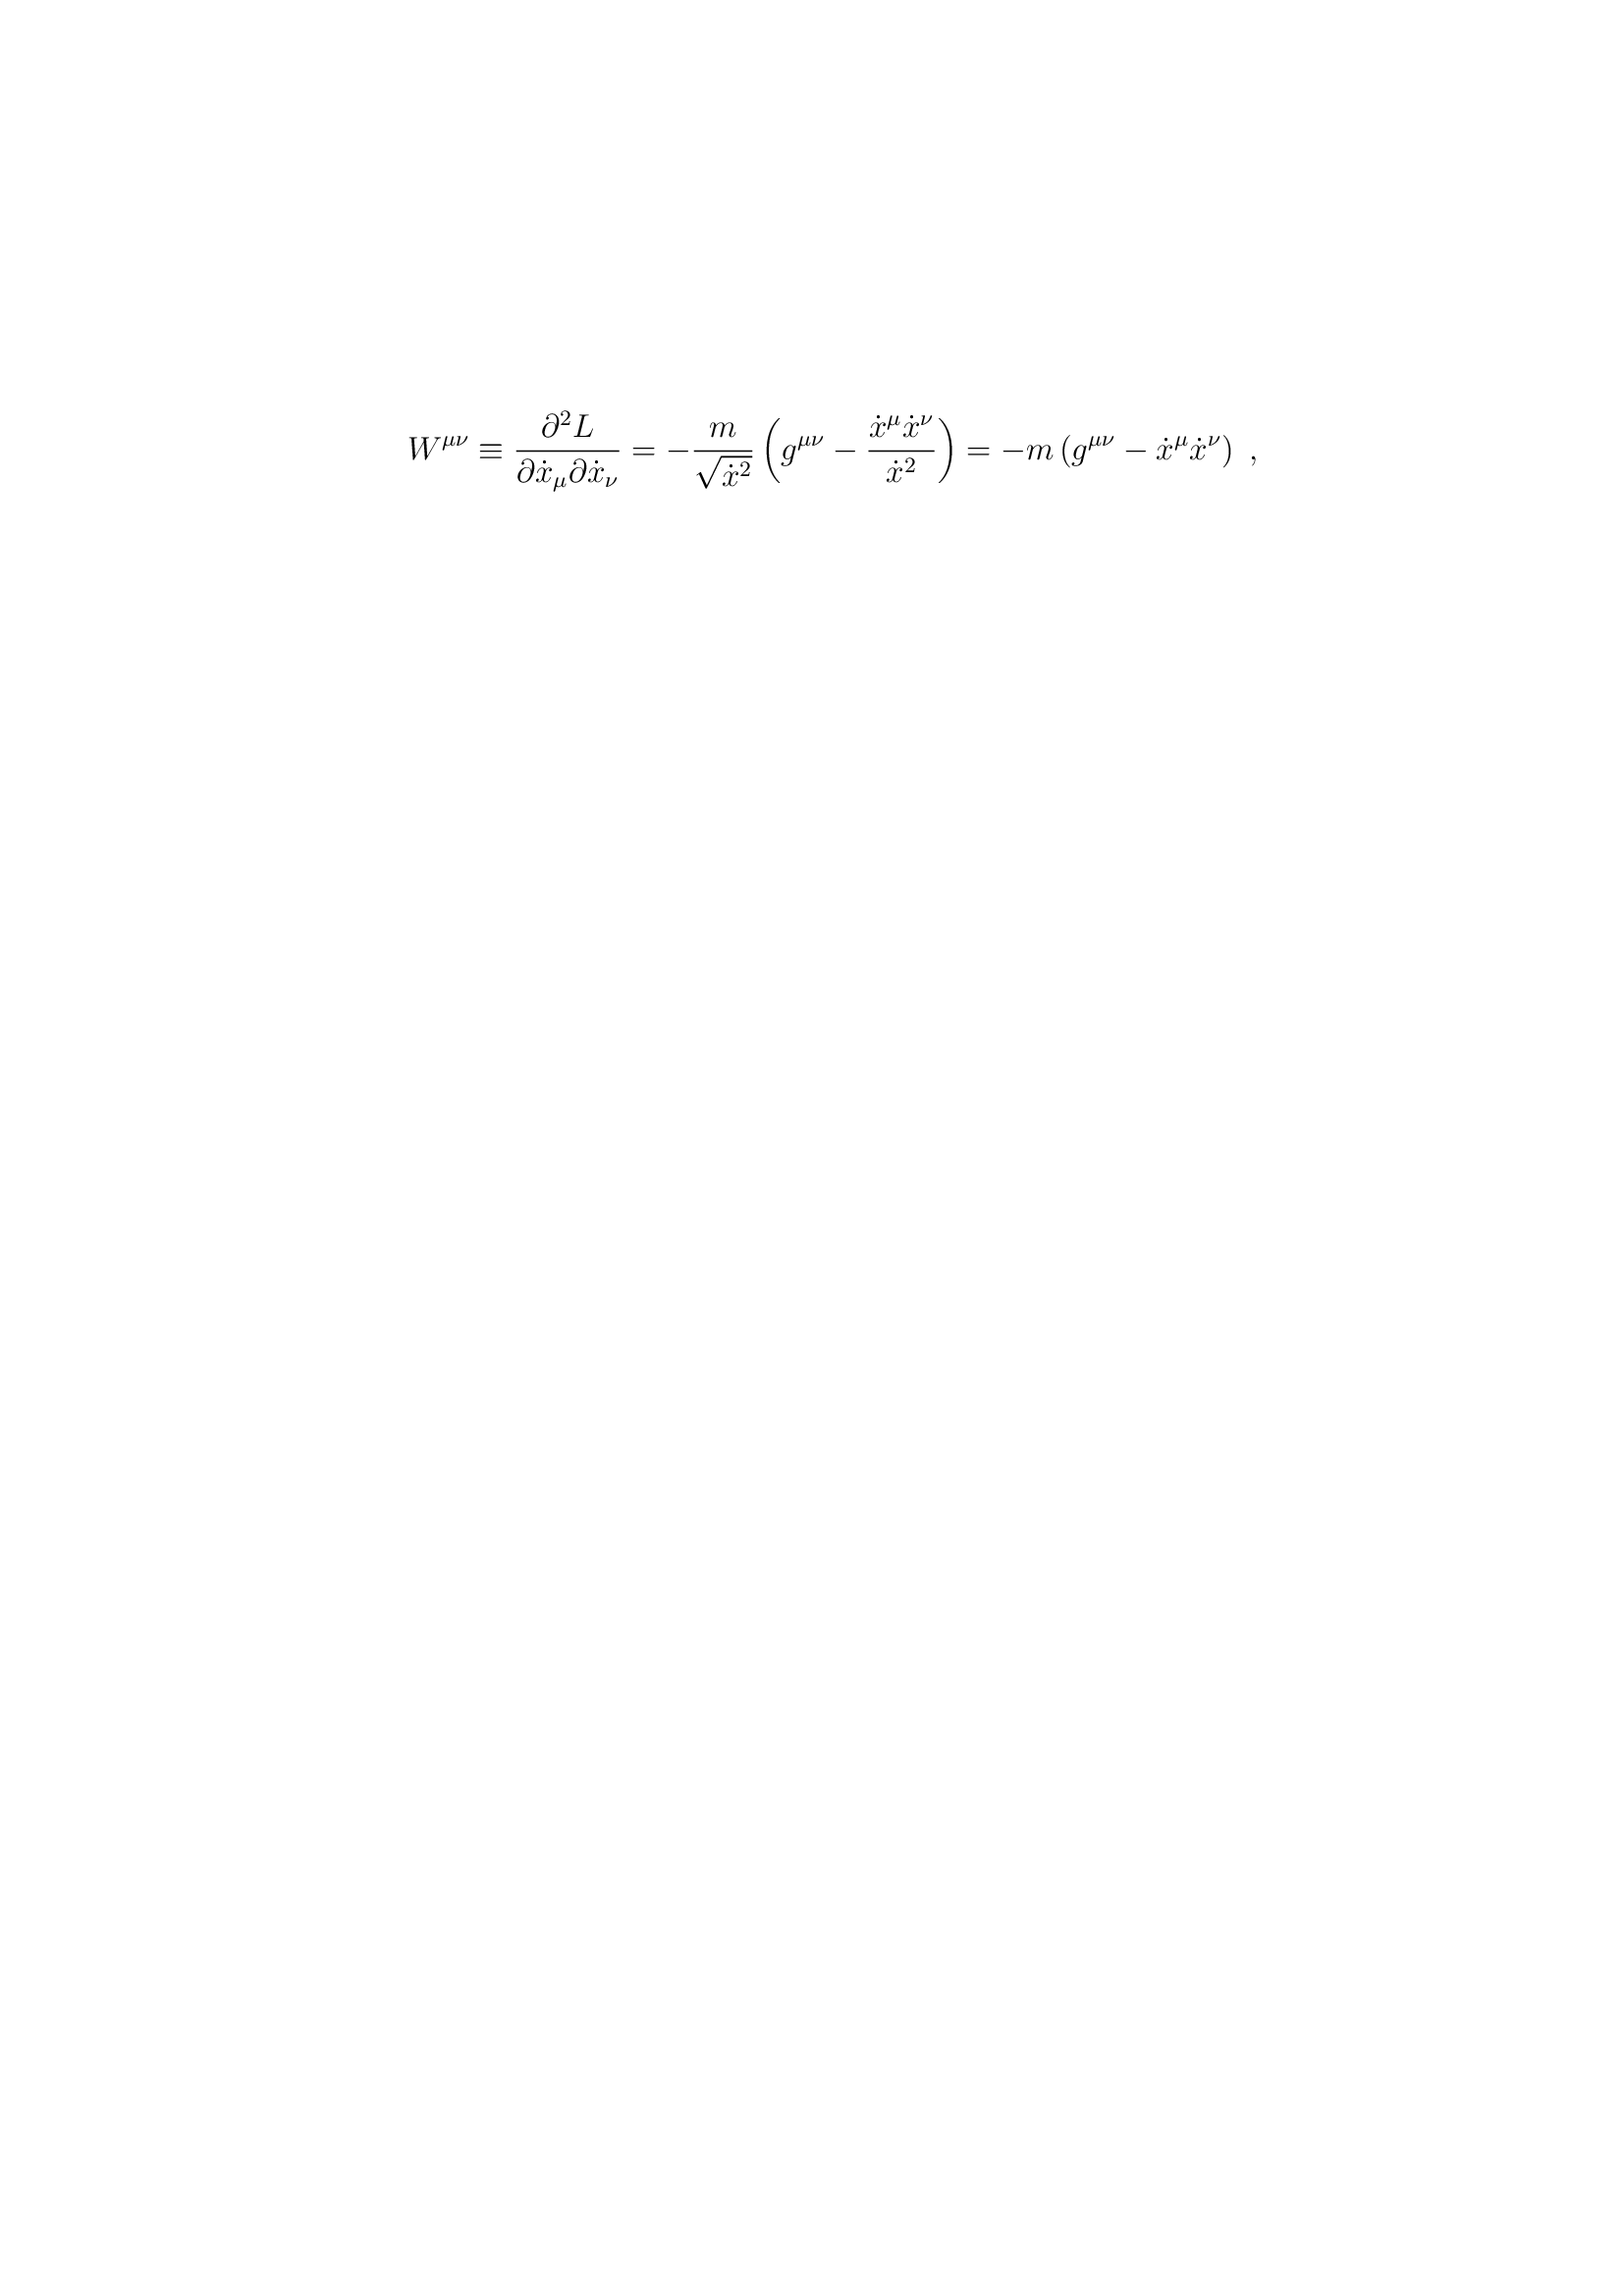 $W^{\mu\nu} \equiv \frac{\partial^2 L}{\partial \dot{x}_\mu \partial \dot{x}_\nu} = -\frac{m}{\sqrt{\dot{x}^2}} \left( g^{\mu\nu} - \frac{\dot{x}^\mu \dot{x}^\nu}{\dot{x}^2} \right) = -m \left( g^{\mu\nu} - \dot{x}^\mu \dot{x}^\nu \right) \ ,$